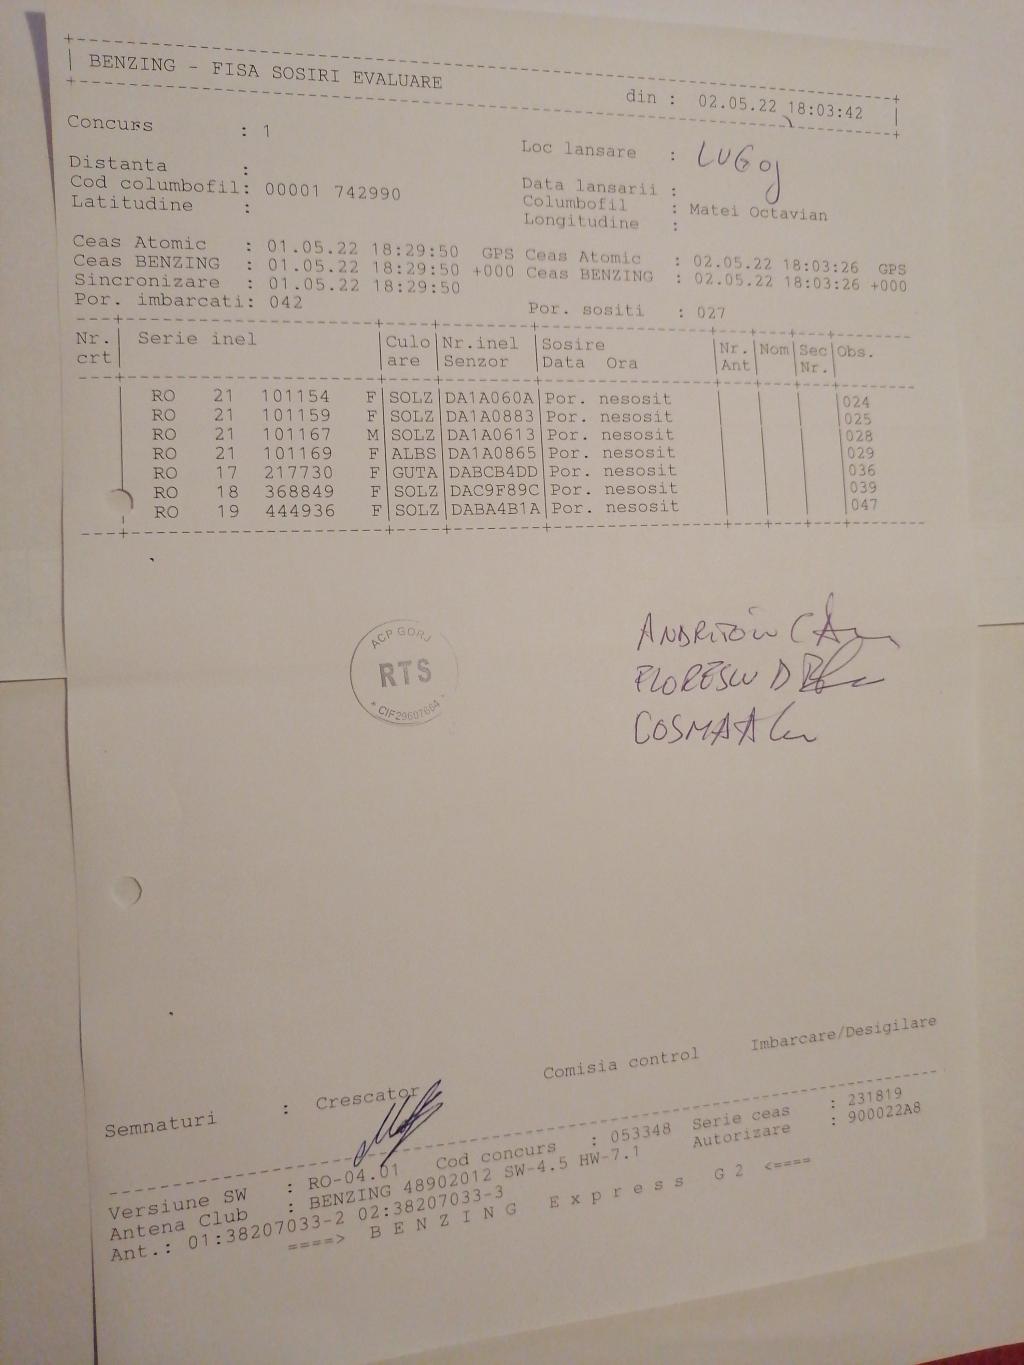 BENZING - FISA SOSIRI EVALUARE din : 02.05.22 18:03:42
Concurs : 1 Loc lansare : LUGOJ
Distanta : Data lansarii :
Cod columbofil: 00001 742990 Columbofil : Matei Octavian
Latitudine : Longitudine :
Ceas Atomic : 01.05.22 18:29:50 GPS Ceas Atomic : 02.05.22 18:03:26 GPS
Ceas BENZING : 01.05.22 18:29:50 +000 Ceas BENZING : 02.05.22 18:03:26 +000
Sincronizare : 01.05.22 18:29:50
Por. imbarcati: 042 Por. sositi : 027
Nr. Serie inel Culo Nr.inel Sosire Nr. Nom Sec Obs.
crt are Senzor Data Ora Ant Nr.
RO 21 101154 F SOLZ DA1A060A Por. nesosit 024
RO 21 101159 F SOLZ DA1A0883 Por. nesosit 025
RO 21 101167 M SOLZ DA1A0613 Por. nesosit 028
RO 21 101169 F ALBS DA1A0865 Por. nesosit 029
RO 17 217730 F GUTA DABCB4DD Por. nesosit 036
RO 18 368849 F SOLZ DAC9F89C Por. nesosit 039
RO 19 444936 F SOLZ DABA4B1A Por. nesosit 047
ACP GORJ
RTS
* CIF29607664 *
FLORESCU D
COSMA A
Semnaturi : Crescator Comisia control Imbarcare/Desigilare
Versiune SW : RO-04.01 Cod concurs : 053348 Serie ceas : 231819
Antena Club : BENZING 48902012 SW-4.5 HW-7.1 Autorizare : 900022A8
Ant.: 01:38207033-2 02:38207033-3
====> B E N Z I N G E x p r e s s G 2 <====